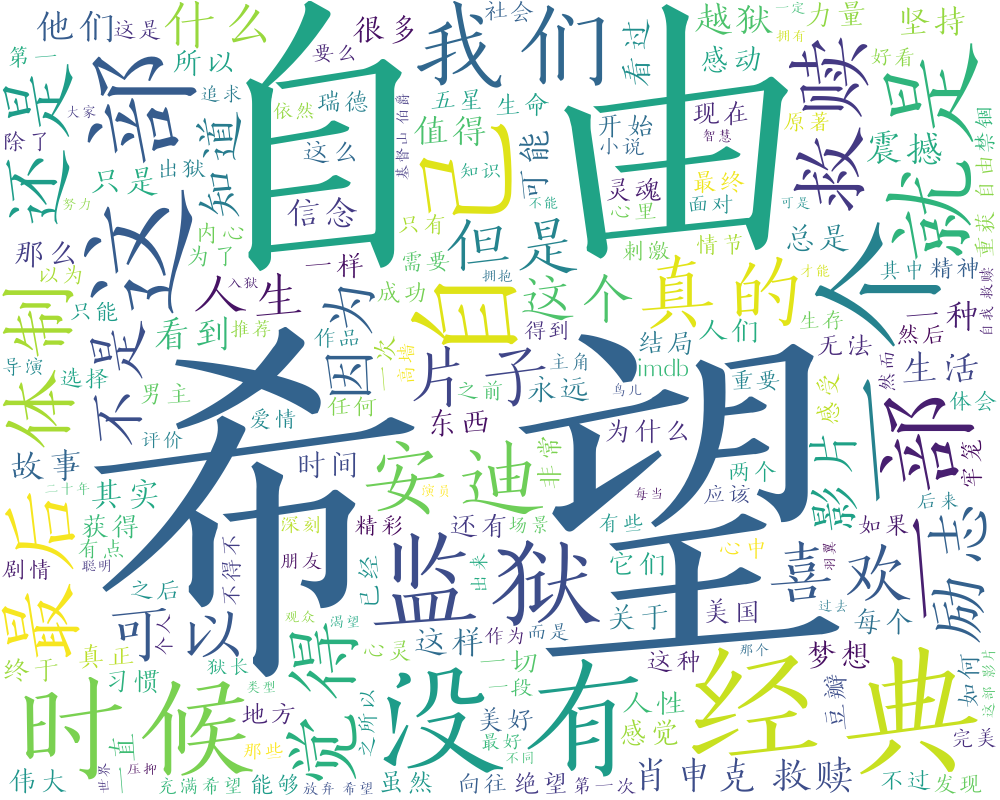 他们
这是
什么
很多
我们
社会
越狱
一定
力量
坚持
第一
是
还
这部
所以
要么
自由
看过
感动
拥有
好看
就是
大家
追求
依然
瑞德
基督山 伯爵
五星
生命
值得
开始
小说
现在
智慧
原著
救赎
震撼
除了
知道
这么
自己
知识
可能
灵魂
最终
自由 禁锢
只是
出狱
信念
只有
不能
心里
面对
可是
努力
那么
内心
为了
需要
但是
刺激
情节
总是
重获
以为
人生
入狱
一样
成功
拥抱
这个
真的
才能
一个
其中
精神
自我 救赎
体制
只能
不是
看到
推荐
因为
作品
一次
高墙
得到
人们
生存
一种
然后
导演
选择
男主
希望
片子
主角
结局
imdb
无法
然而
生活
评价
爱情
任何
之前
永远
鸟儿
重要
感受
体会
故事
时间
东西
为什么
影片
一部
牢笼
二十年
其实
安迪
演员
非常
每当
两个
应该
后来
最后
获得
有点
聪明
深刻
精彩
还有
场景
有些
如果
励志
剧情
之后
不得不
朋友
已经
监狱
出来
它们
心中
喜欢
羽翼
可以
个人
观众
渴望
关于
美国
过去
每个
终于
真正
狱长
觉得
心灵
这样
作为
而是
这种
那个
梦想
习惯
类型
时候
地方
之所以
没有
一切
一段
人性
经典
豆瓣
如何
这部 影片
那些
美好
最好
不同
感觉
完美
伟大
世界
一直
压抑
充满希望
能够
放弃 希望
虽然
向往
绝望
第一次
肖申克 救赎
不过
发现